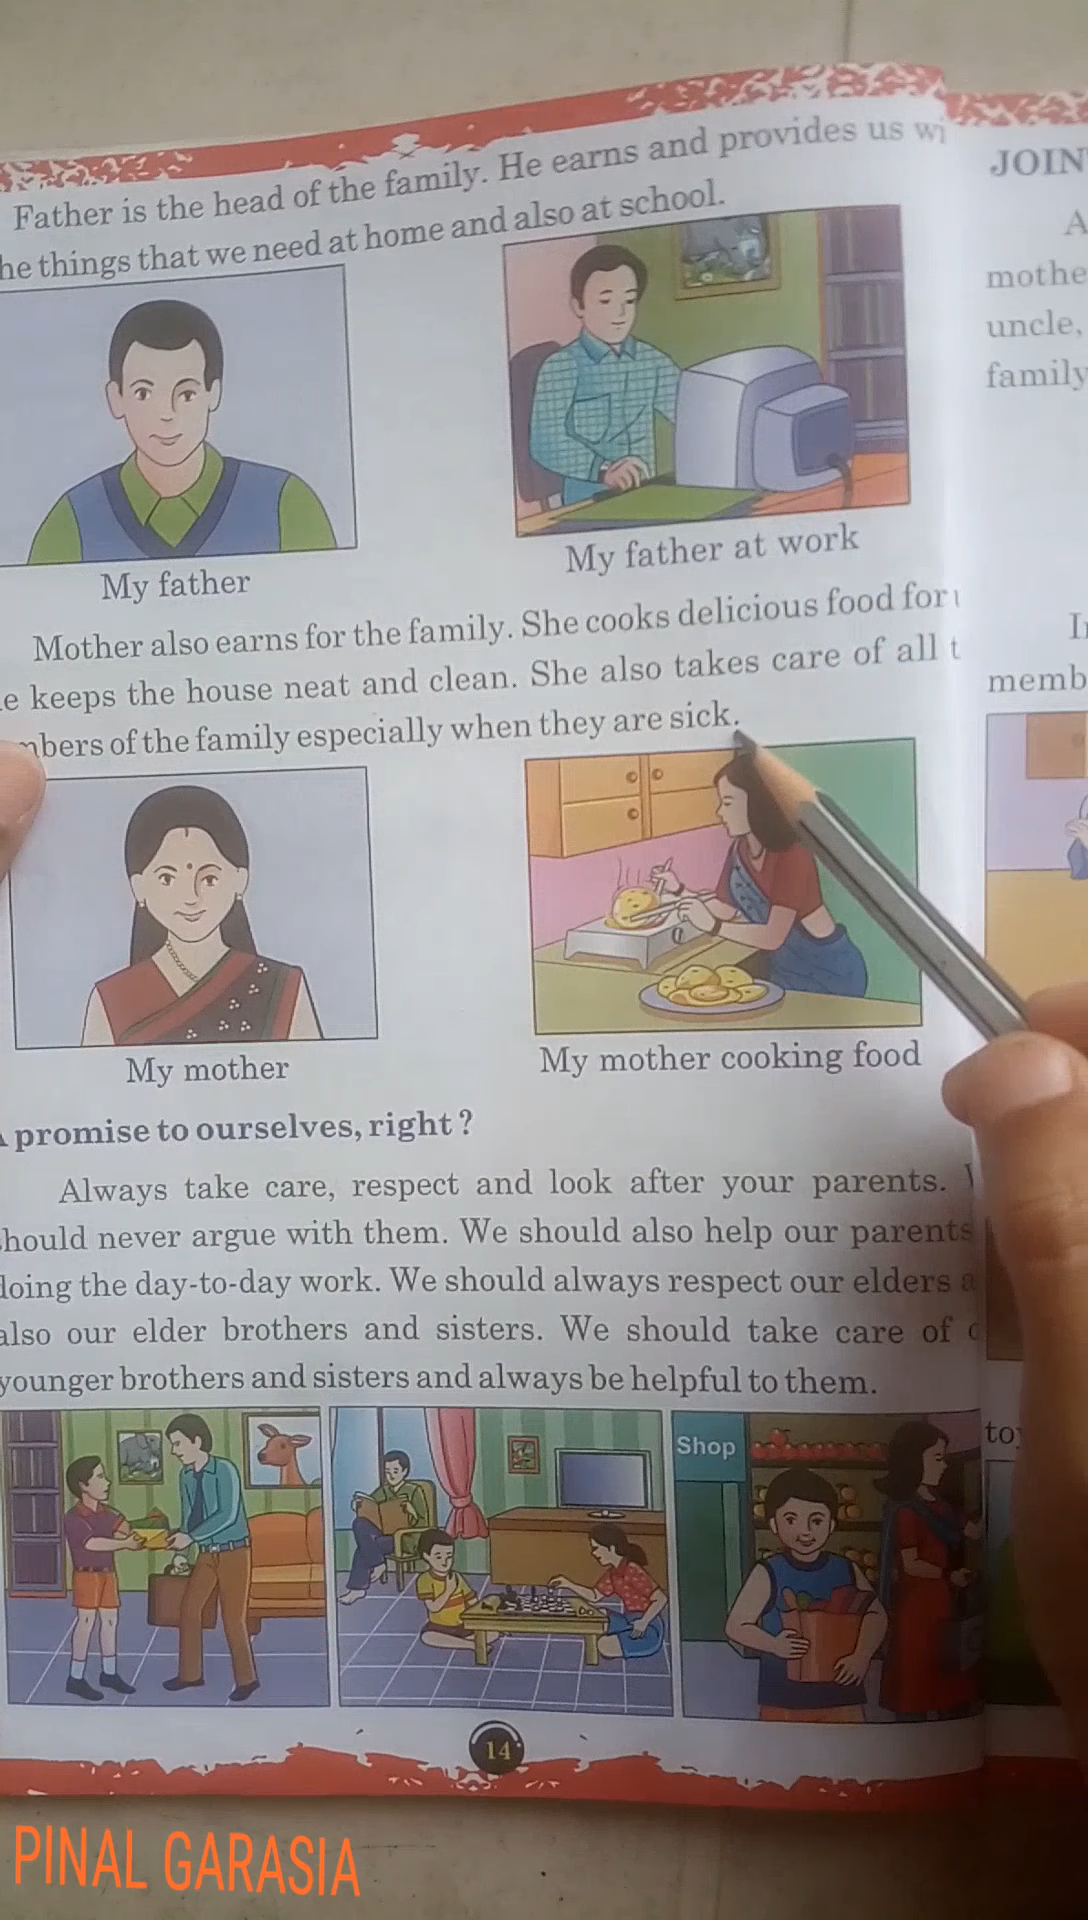 Father is the head of the family. He earns and provides us
things that we need at home and also at school.
My father
My father at work
Mother also earns for the family. She cooks delicious food for
keeps the house neat and clean. She also takes care of all
of the family especially when they are sick.
My mother
My mother cooking food
promise to ourselves, right ?
Always take care, respect and look after your parents.
should never argue with them. We should also help our parents
doing the day-to-day work. We should always respect our elders
also our elder brothers and sisters. We should take care of
younger brothers and sisters and always be helpful to them.
Shop
14
PINAL GARASIA
JOIN
A
mothe
uncle,
family
memb